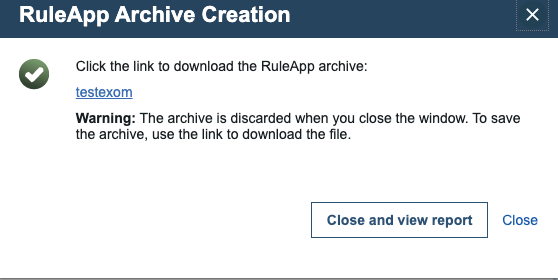 RuleApp Archive Creation
Click the link to download the RuleApp archive:
testexom
Warning: The archive is discarded when you close the window. To save
the archive, use the link to download the file.
Close and view report
Close